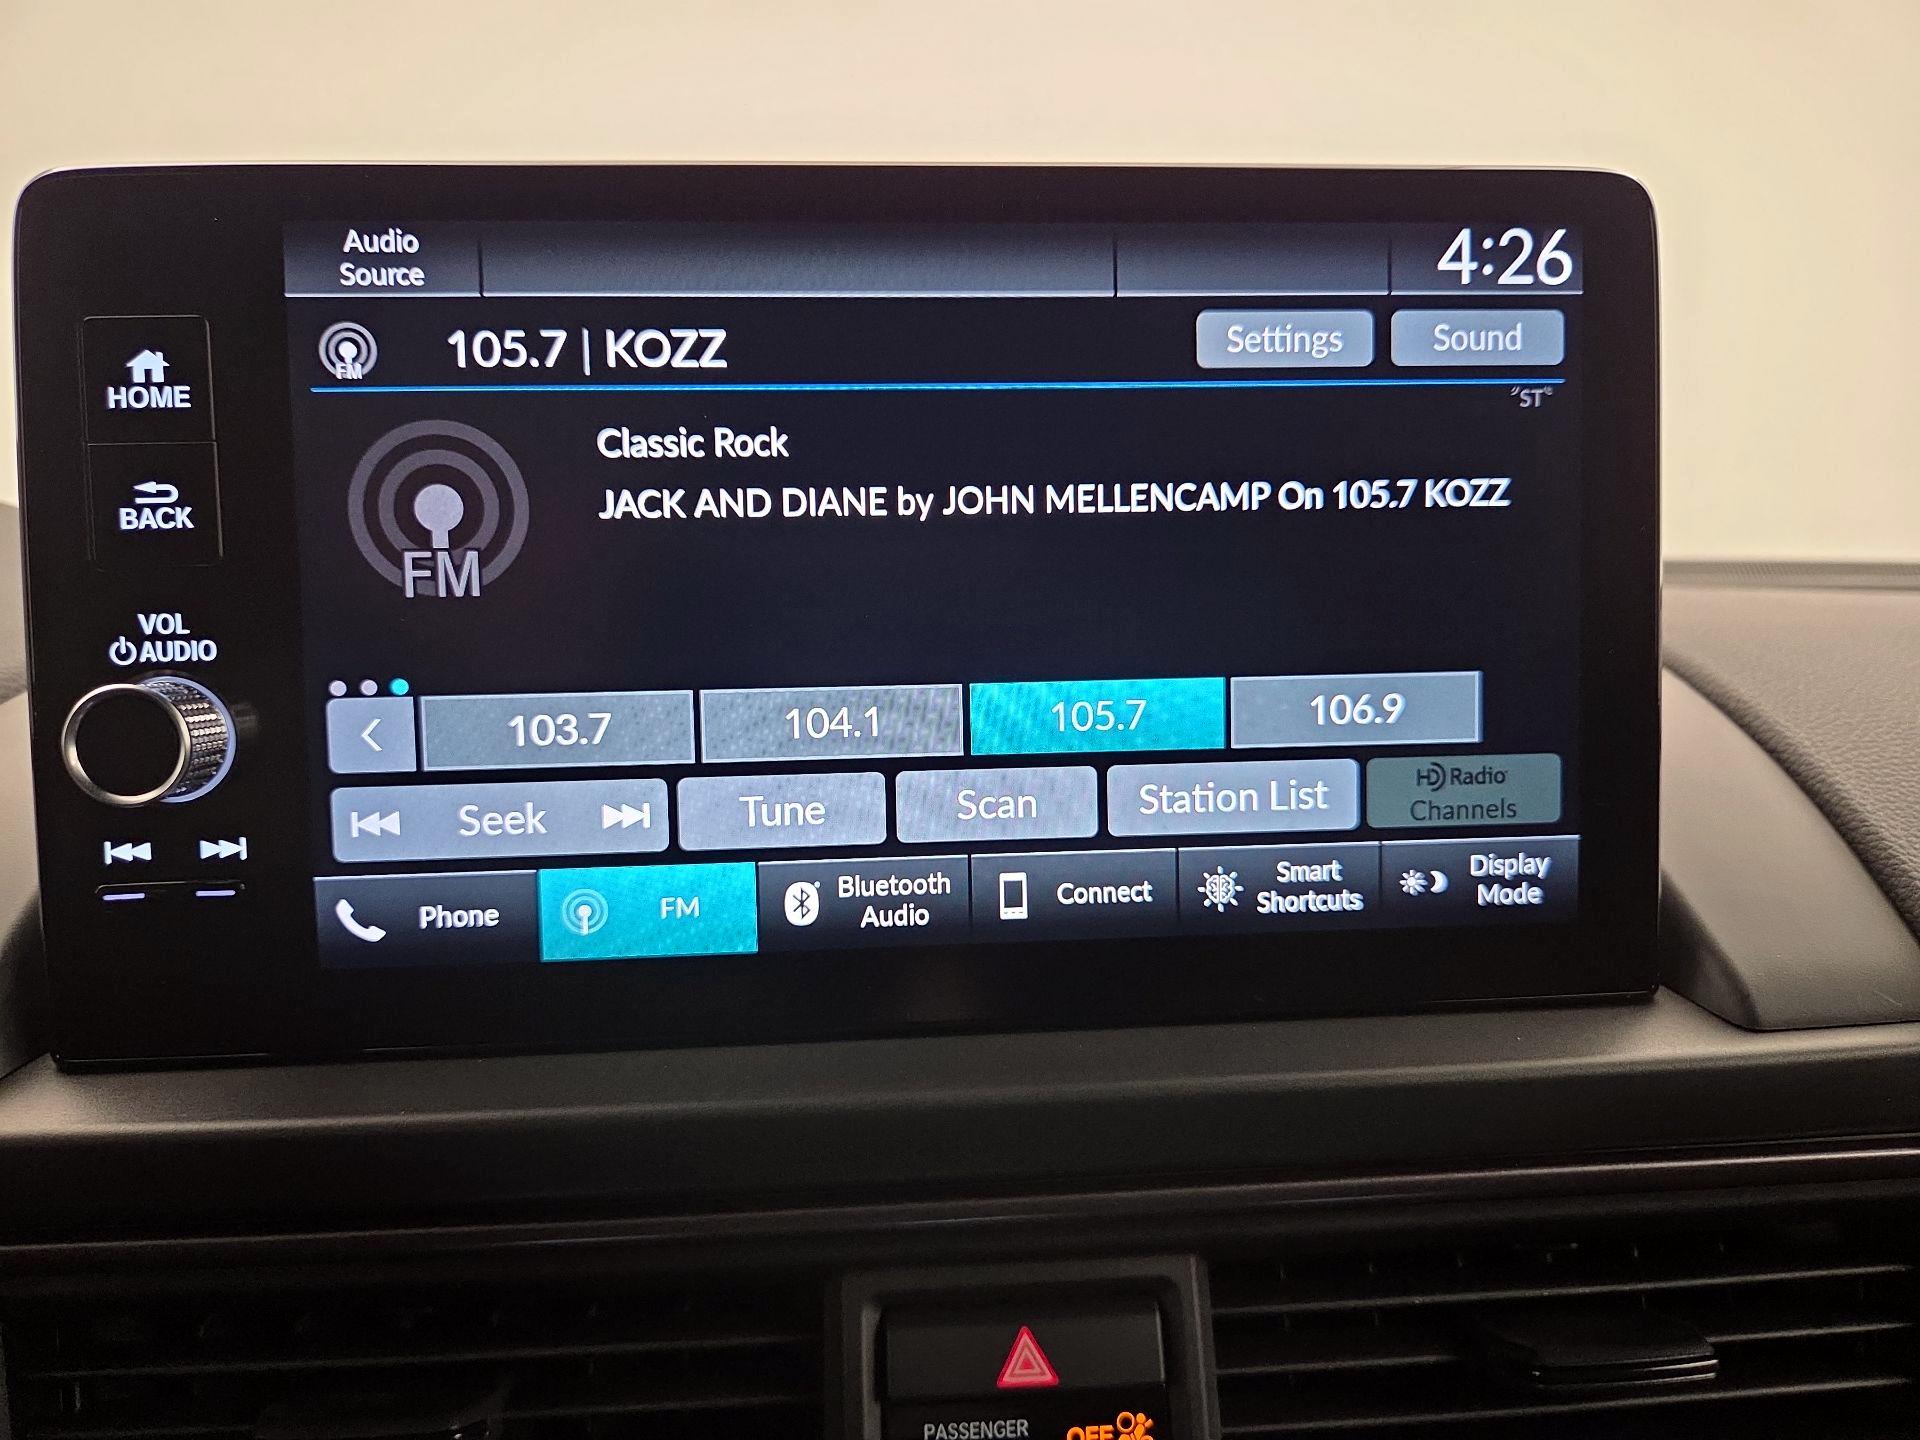 Audio
Source
4:26
FM
105.7 | KOZZ
Settings
Sound
"ST"
HOME
BACK
Classic Rock
JACK AND DIANE by JOHN MELLENCAMP On 105.7 KOZZ
FM
VOL
AUDIO
103.7
104.1
105.7
106.9
Seek
Tune
Scan
Station List
HD Radio
Channels
Phone
FM
Bluetooth
Audio
Connect
Smart
Shortcuts
Display
Mode
PASSENGER
OFF